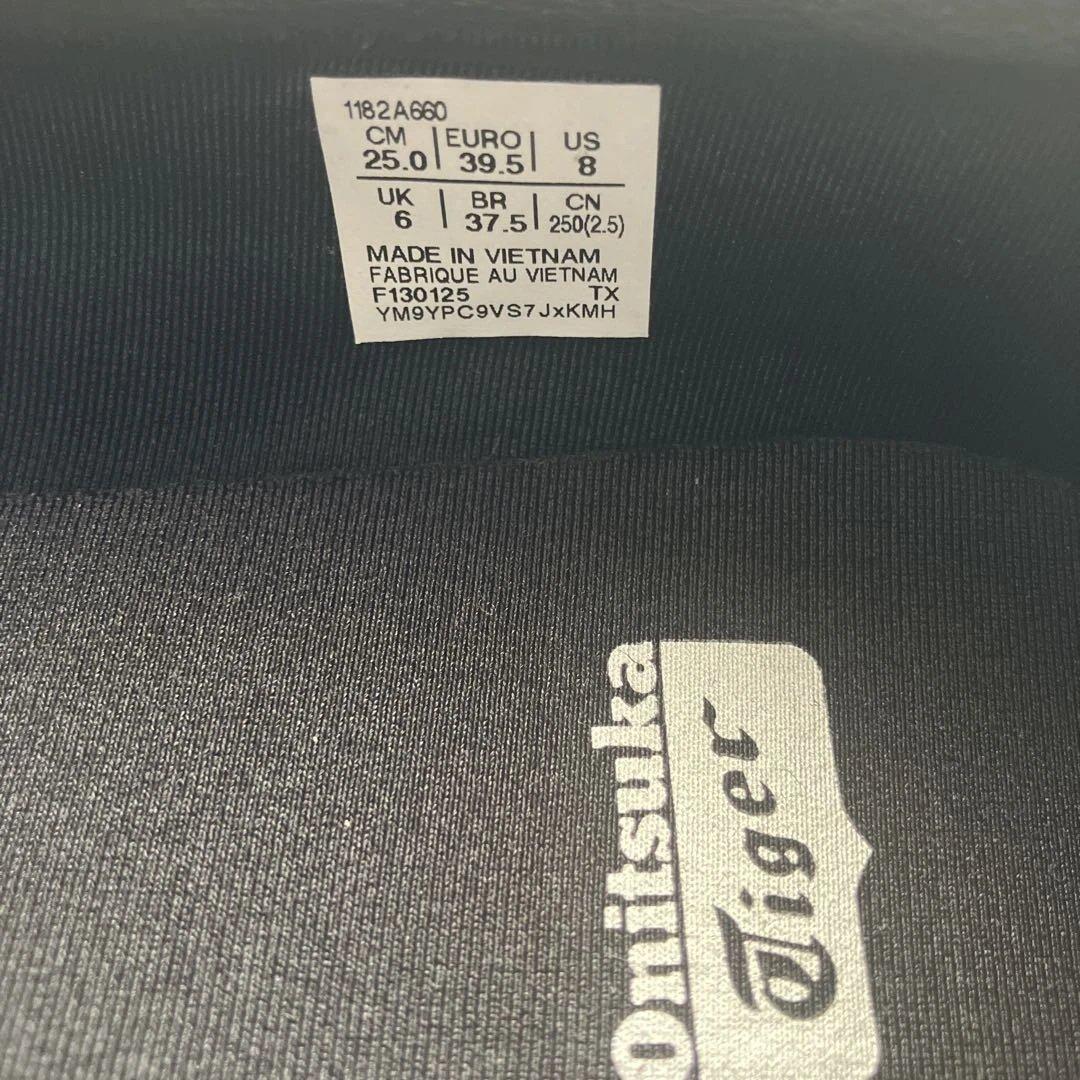 1182A660
CM EURO US
25.0 39.5 8
UK BR CN
6 37.5 250(2.5)
MADE IN VIETNAM
FABRIQUE AU VIETNAM
F130125 TX
YM9YPC9VS7JxKMH
Onitsuka
Tiger